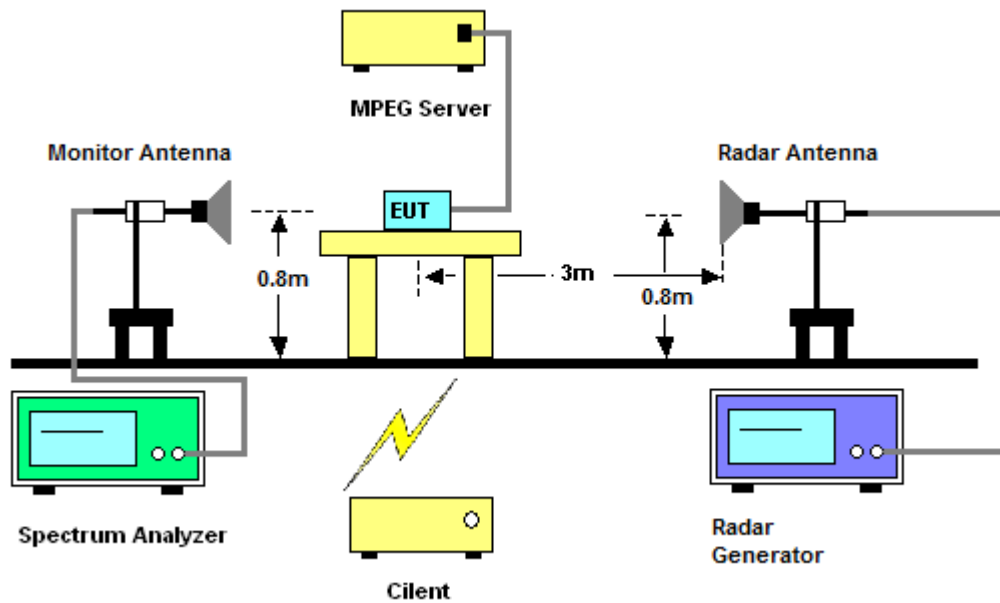 MPEG Server
Monitor Antenna
Radar Antenna
EUT
0.8m
3m
0.8m
Spectrum Analyzer
Radar
Generator
Cilent